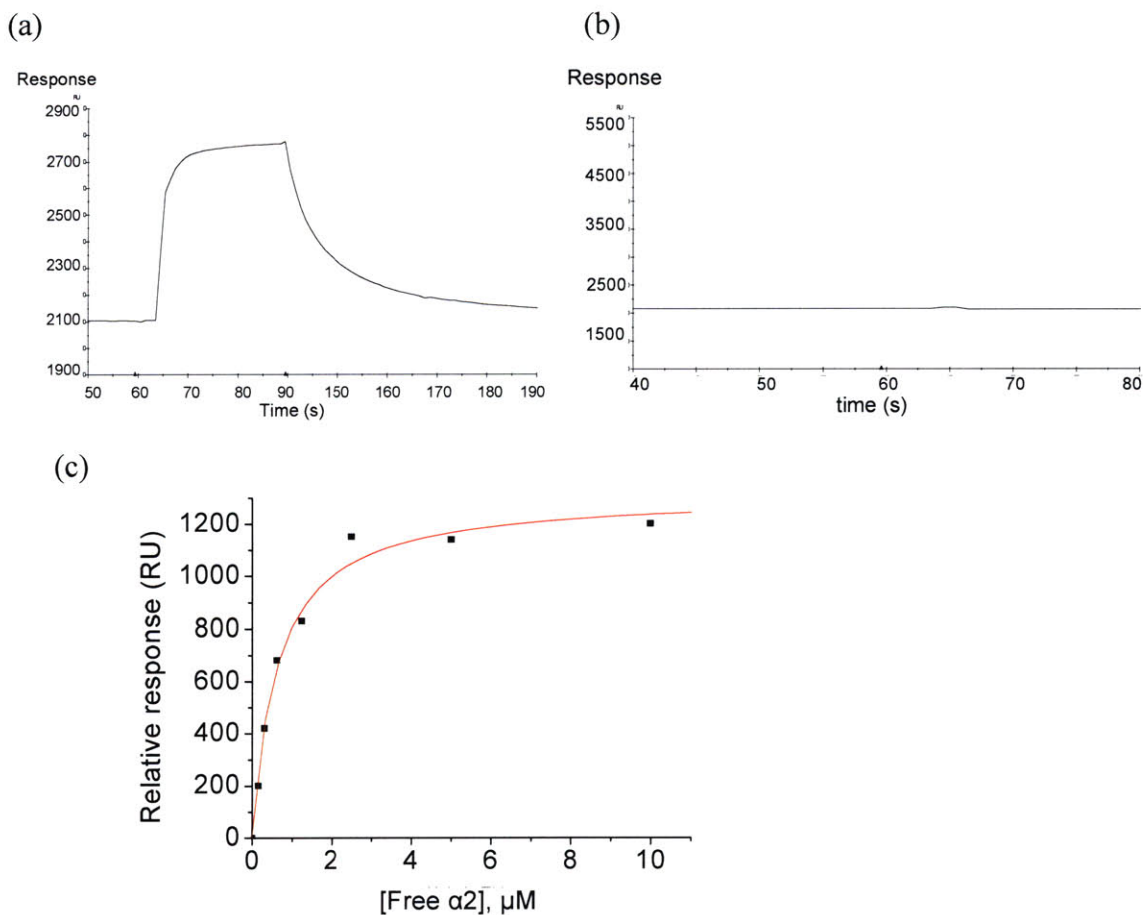 (a)
Response
RU
2900
2700
2500
2300
2100
1900
50 60 70 80 90 150 160 170 180 190
Time (s)
(b)
Response
RU
5500
4500
3500
2500
1500
40 50 60 70 80
time (s)
(c)
Relative response (RU)
1200
1000
800
600
400
200
0
0 2 4 6 8 10
[Free α2], µM